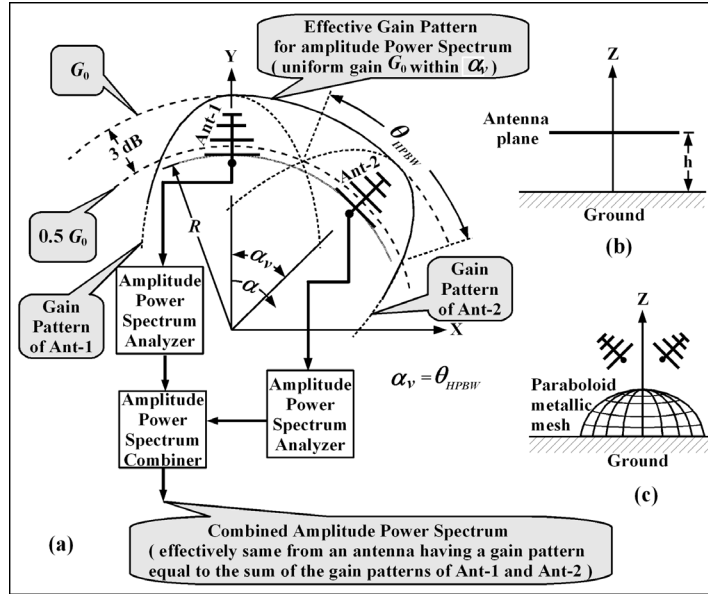 Effective Gain Pattern
for amplitude Power Spectrum
( uniform gain G₀ within αᵥ )
Y
G₀
3 dB
Ant-1
θ_HPBW
Ant-2
0.5 G₀
R
αᵥ
α
X
Gain
Pattern
of Ant-1
Gain
Pattern
of Ant-2
Amplitude
Power
Spectrum
Analyzer
Amplitude
Power
Spectrum
Analyzer
αᵥ = θ_HPBW
Amplitude
Power
Spectrum
Combiner
(a)
Combined Amplitude Power Spectrum
( effectively same from an antenna having a gain pattern
equal to the sum of the gain patterns of Ant-1 and Ant-2 )
Z
Antenna
plane
h
Ground
(b)
Z
Paraboloid
metallic
mesh
Ground
(c)